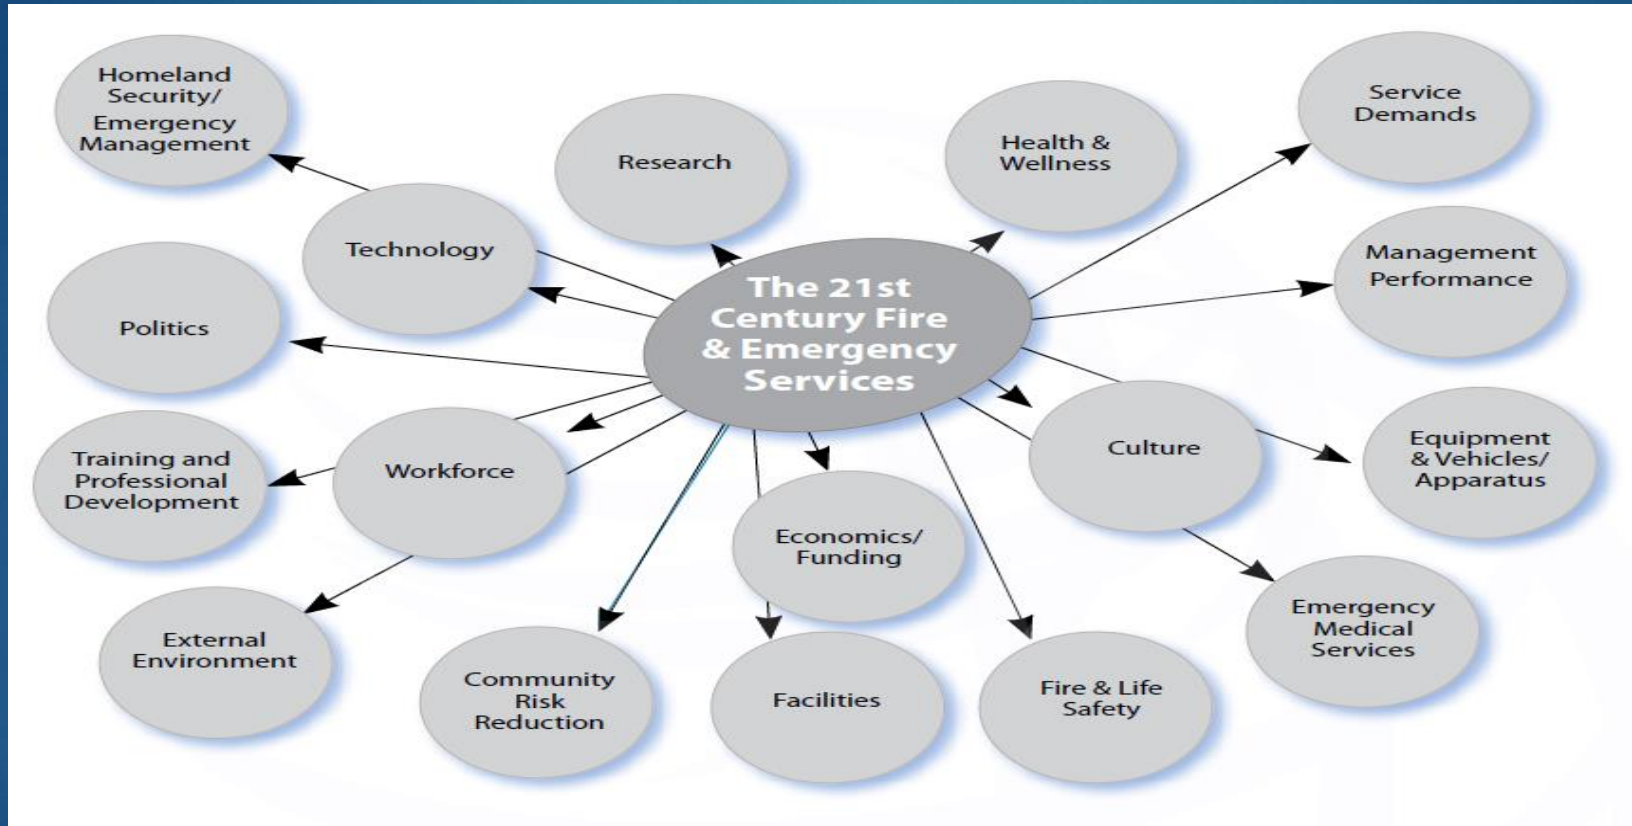 Homeland
Security/
Emergency
Management
Research
Health &
Wellness
Service
Demands
Technology
Management
Performance
Politics
The 21st
Century Fire
& Emergency
Services
Training and
Professional
Development
Workforce
Culture
Equipment
& Vehicles/
Apparatus
Economics/
Funding
External
Environment
Community
Risk
Reduction
Facilities
Fire & Life
Safety
Emergency
Medical
Services